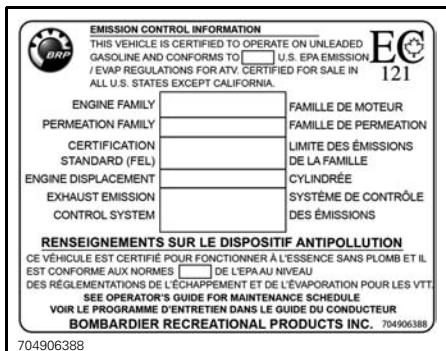 BRP
EMISSION CONTROL INFORMATION
THIS VEHICLE IS CERTIFIED TO OPERATE ON UNLEADED
GASOLINE AND CONFORMS TO U.S. EPA EMISSION
/ EVAP REGULATIONS FOR ATV. CERTIFIED FOR SALE IN
ALL U.S. STATES EXCEPT CALIFORNIA.
EC
121
ENGINE FAMILY FAMILLE DE MOTEUR
PERMEATION FAMILY FAMILLE DE PERMEATION
CERTIFICATION LIMITE DES ÉMISSIONS
STANDARD (FEL) DE LA FAMILLE
ENGINE DISPLACEMENT CYLINDRÉE
EXHAUST EMISSION SYSTÈME DE CONTRÔLE
CONTROL SYSTEM DES ÉMISSIONS
RENSEIGNEMENTS SUR LE DISPOSITIF ANTIPOLLUTION
CE VÉHICULE EST CERTIFIÉ POUR FONCTIONNER À L'ESSENCE SANS PLOMB ET IL
EST CONFORME AUX NORMES DE L'EPA AU NIVEAU
DES RÉGLEMENTATIONS DE L'ÉCHAPPEMENT ET DE L'ÉVAPORATION POUR LES VTT.
SEE OPERATOR'S GUIDE FOR MAINTENANCE SCHEDULE
VOIR LE PROGRAMME D'ENTRETIEN DANS LE GUIDE DU CONDUCTEUR
BOMBARDIER RECREATIONAL PRODUCTS INC. 704906388
704906388